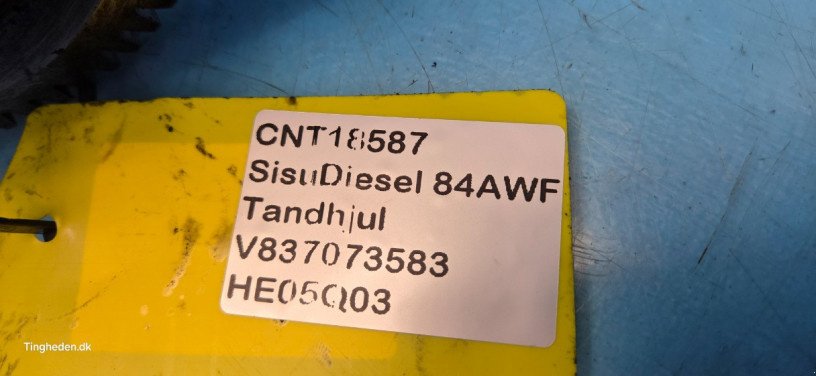 CNT18587
SisuDiesel 84AWF
Tandhjul
V837073583
HE05Q03
Tingheden.dk